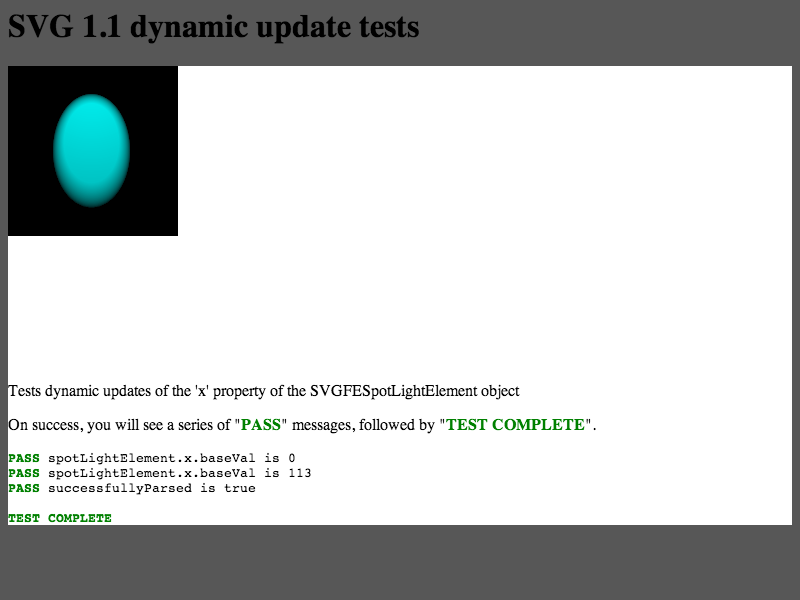 SVG 1.1 dynamic update tests
Tests dynamic updates of the 'x' property of the SVGFESpotLightElement object
On success, you will see a series of "PASS" messages, followed by "TEST COMPLETE".
PASS spotLightElement.x.baseVal is 0
PASS spotLightElement.x.baseVal is 113
PASS successfullyParsed is true
TEST COMPLETE